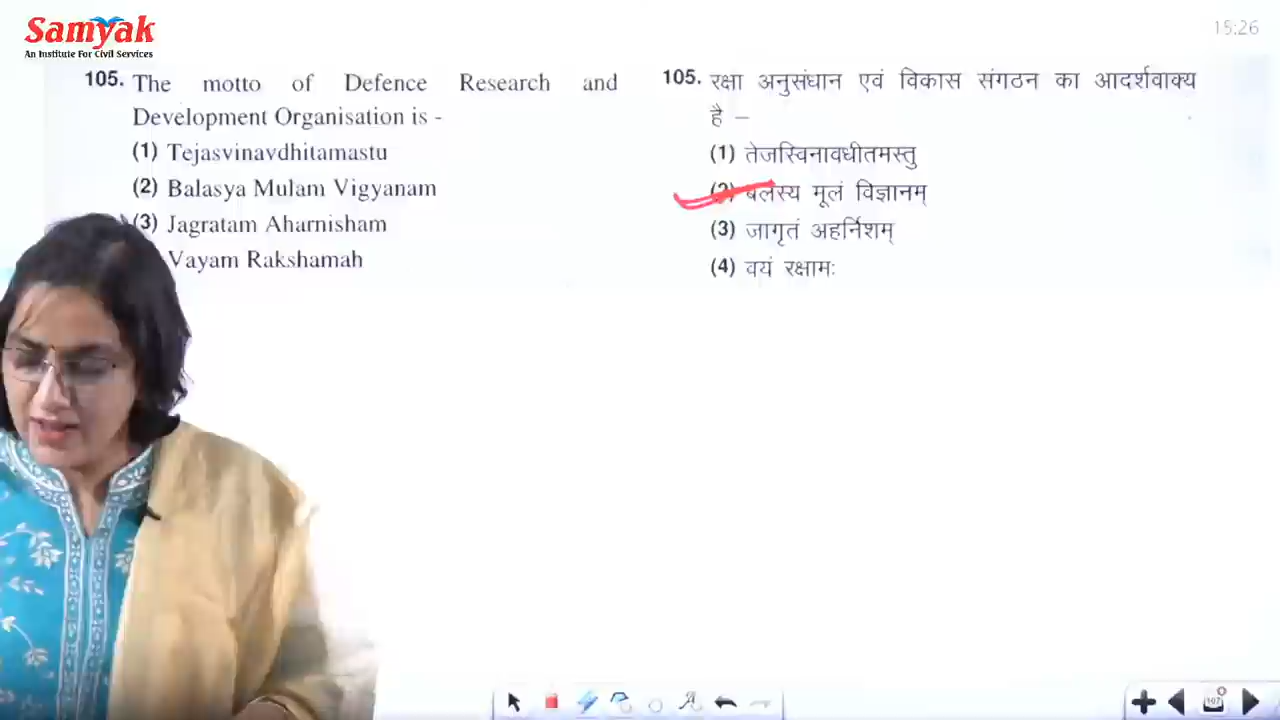 Samyak
An Institute For Civil Services
15:26
105. The motto of Defence Research and
Development Organisation is -
(1) Tejasvinavdhitamastu
(2) Balasya Mulam Vigyanam
(3) Jagratam Aharnisham
Vayam Rakshamah
105. रक्षा अनुसंधान एवं विकास संगठन का आदर्शवाक्य
है –
(1) तेजस्विनावधीतमस्तु
(2) बलस्य मूलं विज्ञानम्
(3) जागृतं अहर्निशम्
(4) वयं रक्षामः